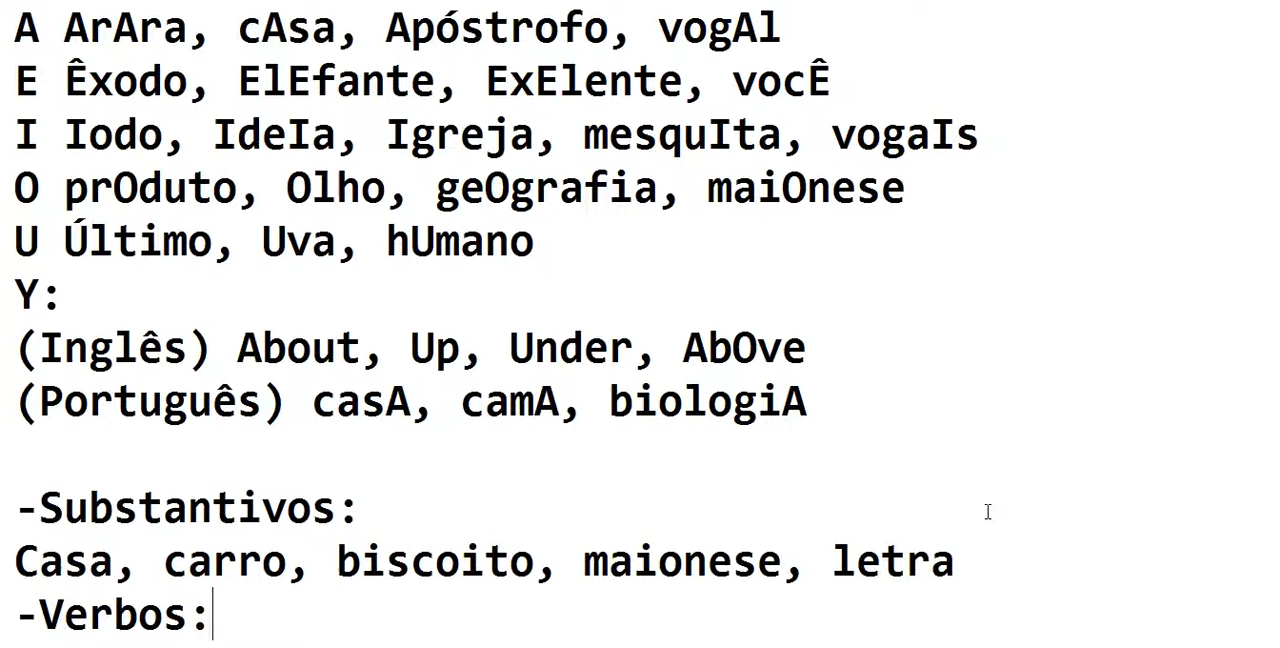 A ArAra, cAsa, Apóstrofo, vogAl
E Êxodo, ElEfante, ExElente, vocÊ
I Iodo, IdeIa, Igreja, mesquIta, vogaIs
O prOduto, Olho, geOgrafia, maiOnese
U Último, Uva, hUmano
Y:
(Inglês) About, Up, Under, AbOve
(Português) casA, camA, biologiA
-Substantivos:
Casa, carro, biscoito, maionese, letra
-Verbos: